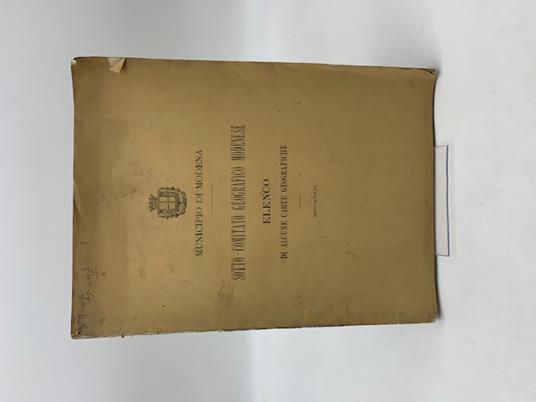 MUNICIPIO DI MODENA
SOTTO-COMITATO GEOGRAFICO MODENESE
ELENCO
DI ALCUNE CARTE GEOGRAFICHE